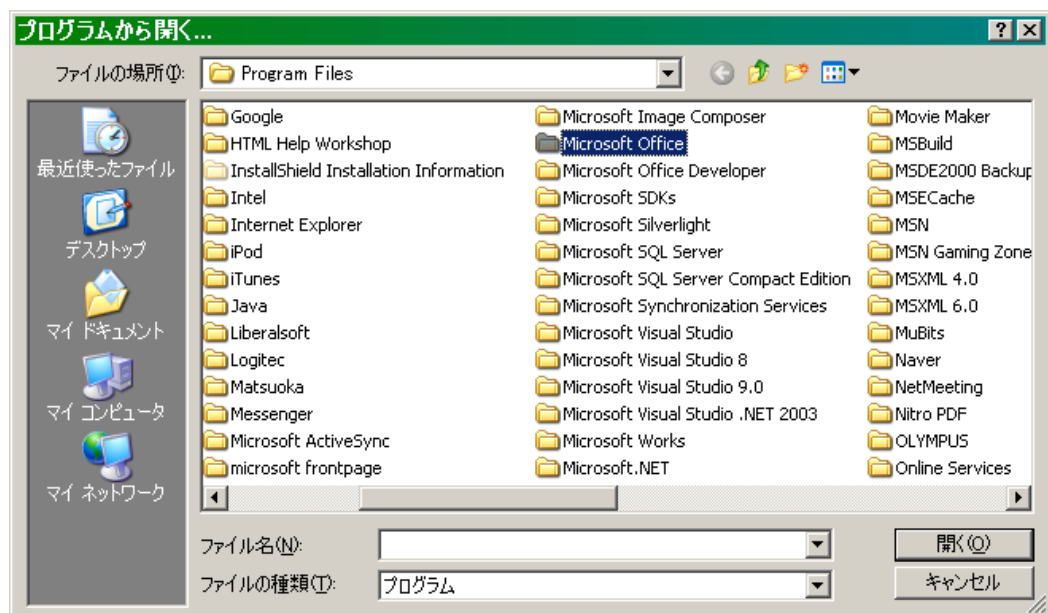 プログラムから開く...
ファイルの場所(I):
Program Files
最近使ったファイル
デスクトップ
マイ ドキュメント
マイ コンピュータ
マイ ネットワーク
Google
HTML Help Workshop
InstallShield Installation Information
Intel
Internet Explorer
iPod
iTunes
Java
Liberalsoft
Logitec
Matsuoka
Messenger
Microsoft ActiveSync
microsoft frontpage
Microsoft Image Composer
Microsoft Office
Microsoft Office Developer
Microsoft SDKs
Microsoft Silverlight
Microsoft SQL Server
Microsoft SQL Server Compact Edition
Microsoft Synchronization Services
Microsoft Visual Studio
Microsoft Visual Studio 8
Microsoft Visual Studio 9.0
Microsoft Visual Studio .NET 2003
Microsoft Works
Microsoft.NET
Movie Maker
MSBuild
MSDE2000 Backup
MSECache
MSN
MSN Gaming Zone
MSXML 4.0
MSXML 6.0
MuBits
Naver
NetMeeting
Nitro PDF
OLYMPUS
Online Services
ファイル名(N):
開く(O)
ファイルの種類(T):
プログラム
キャンセル